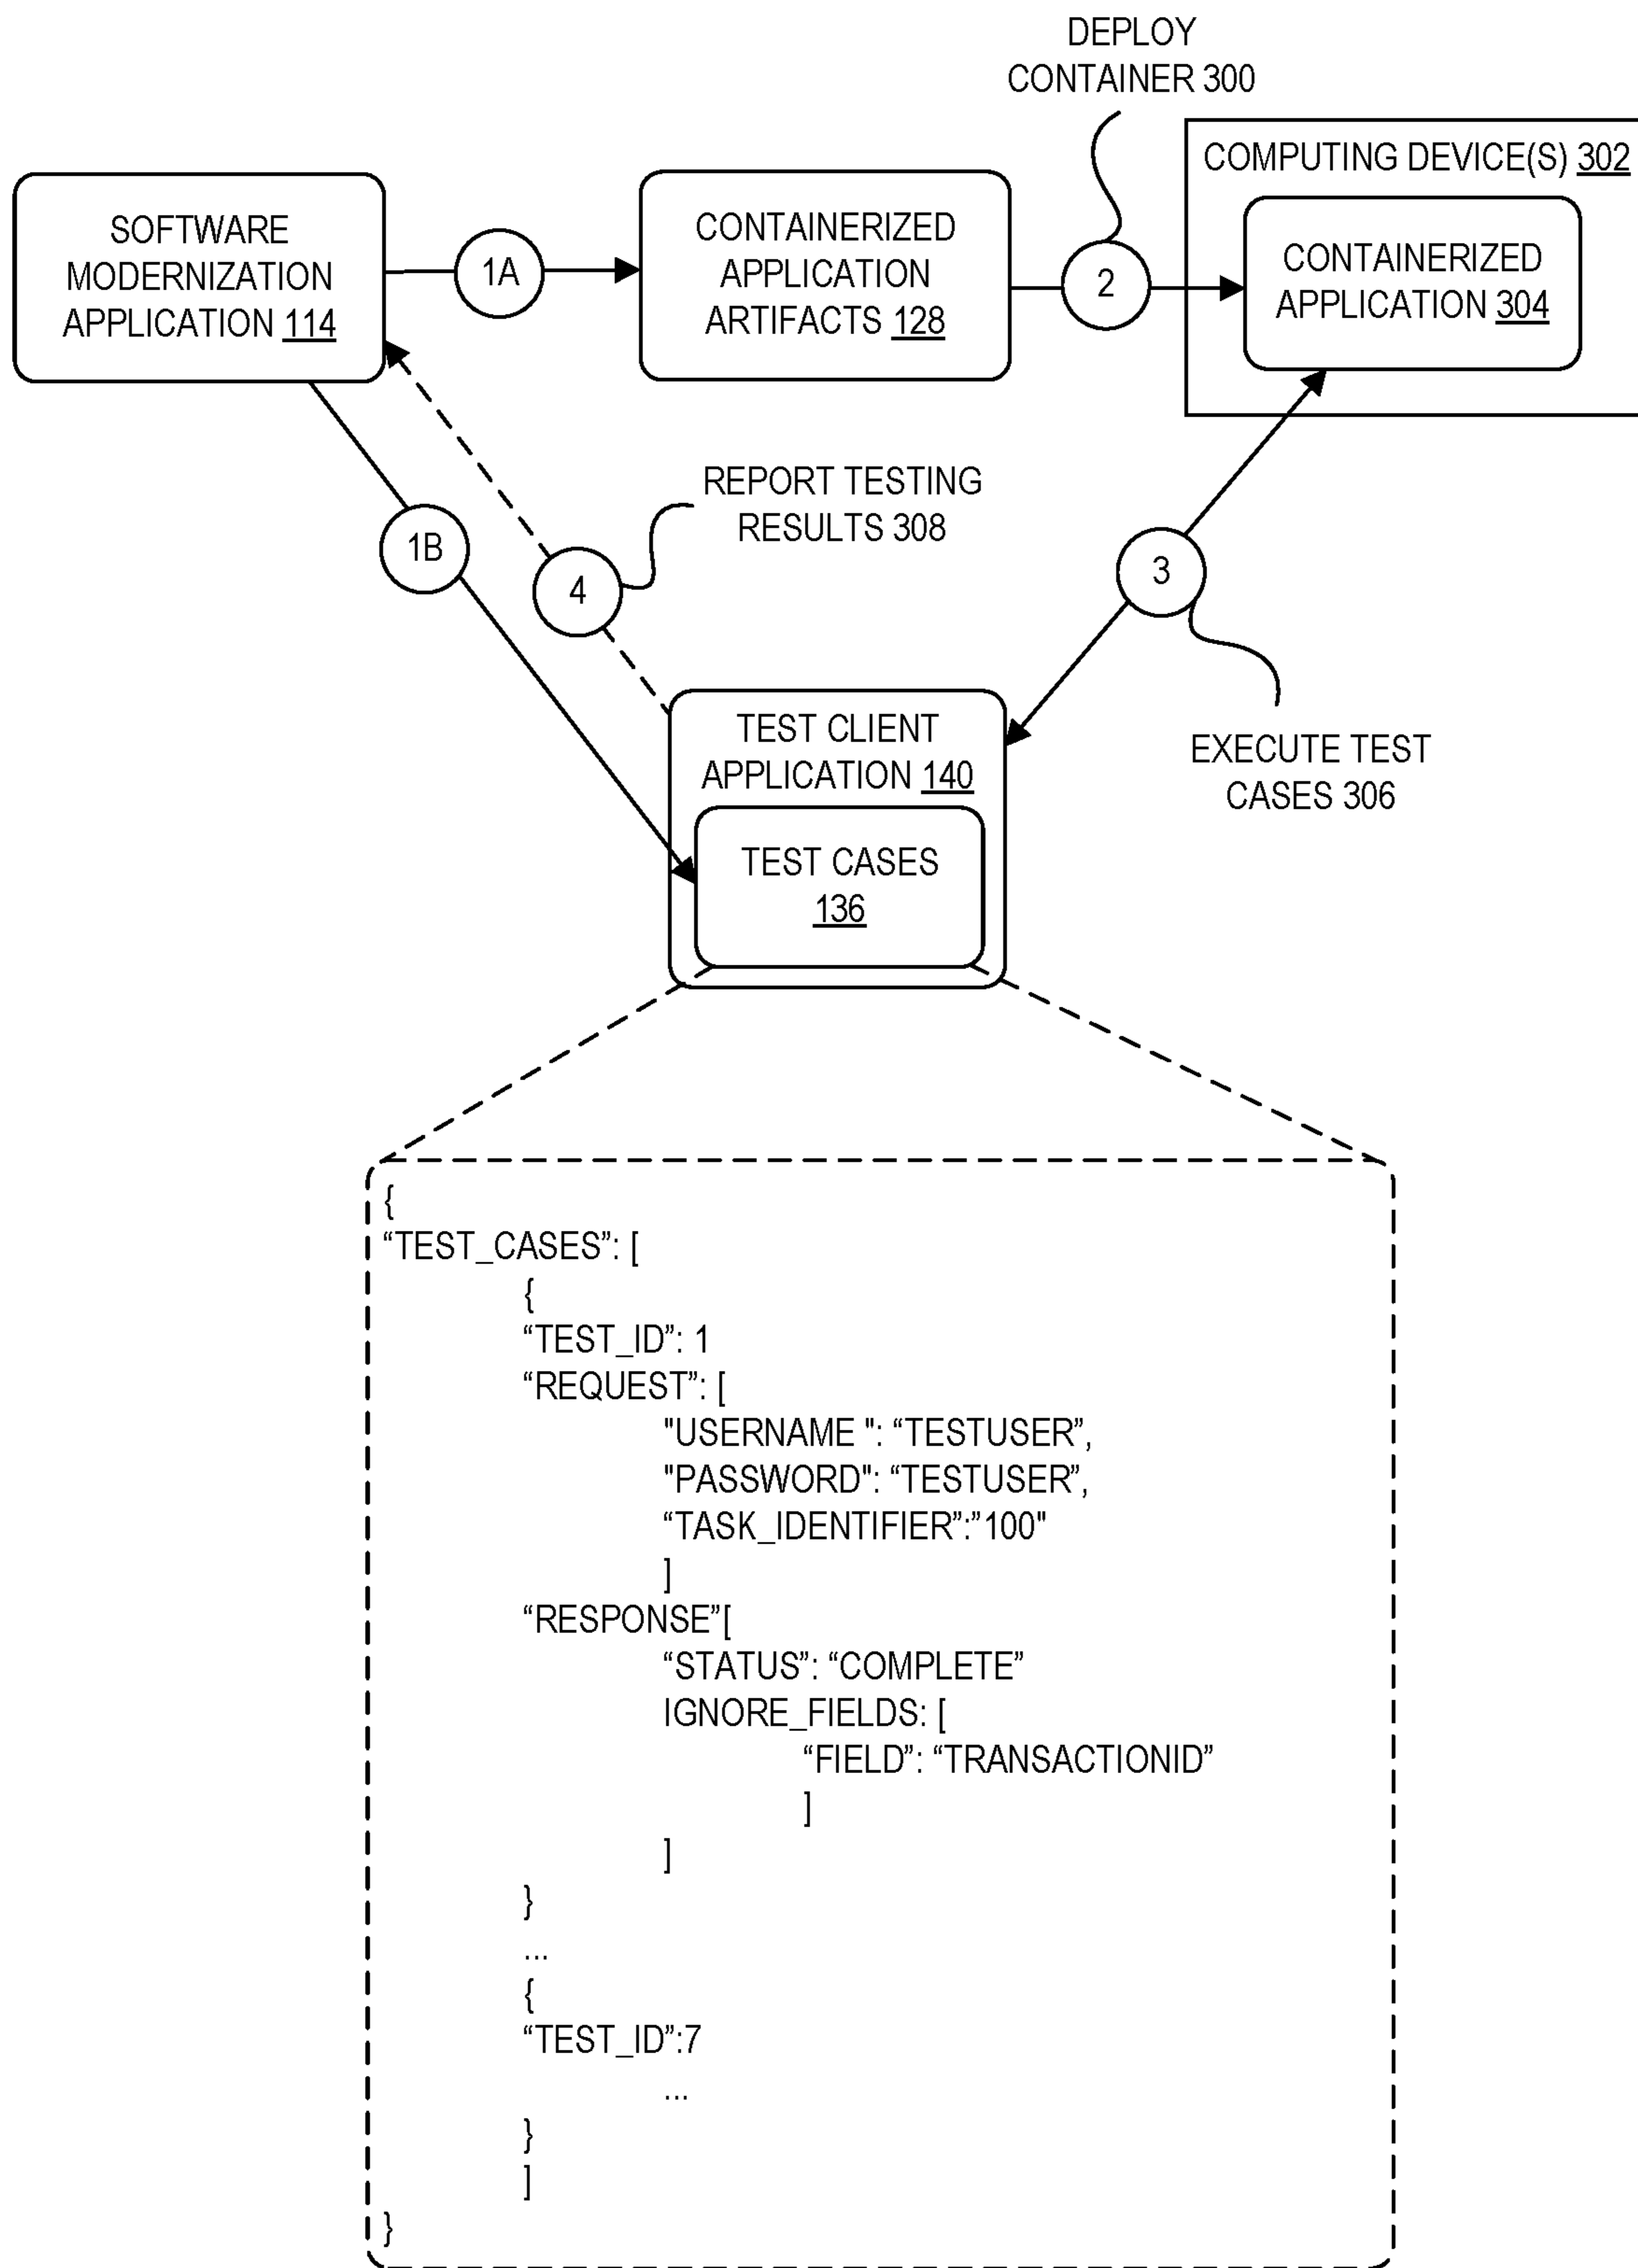 DEPLOY
CONTAINER 300
COMPUTING DEVICE(S) 302
SOFTWARE
MODERNIZATION
APPLICATION 114
1A
CONTAINERIZED
APPLICATION
ARTIFACTS 128
2
CONTAINERIZED
APPLICATION 304
REPORT TESTING
RESULTS 308
1B
4
3
TEST CLIENT
APPLICATION 140
EXECUTE TEST
CASES 306
TEST CASES
136
{
“TEST_CASES”: [
{
“TEST_ID”: 1
“REQUEST”: [
"USERNAME ": “TESTUSER”,
"PASSWORD": “TESTUSER”,
“TASK_IDENTIFIER”:”100"
]
“RESPONSE”[
“STATUS”: “COMPLETE”
IGNORE_FIELDS: [
“FIELD”: “TRANSACTIONID”
]
]
}
...
{
“TEST_ID”:7
...
}
]
}